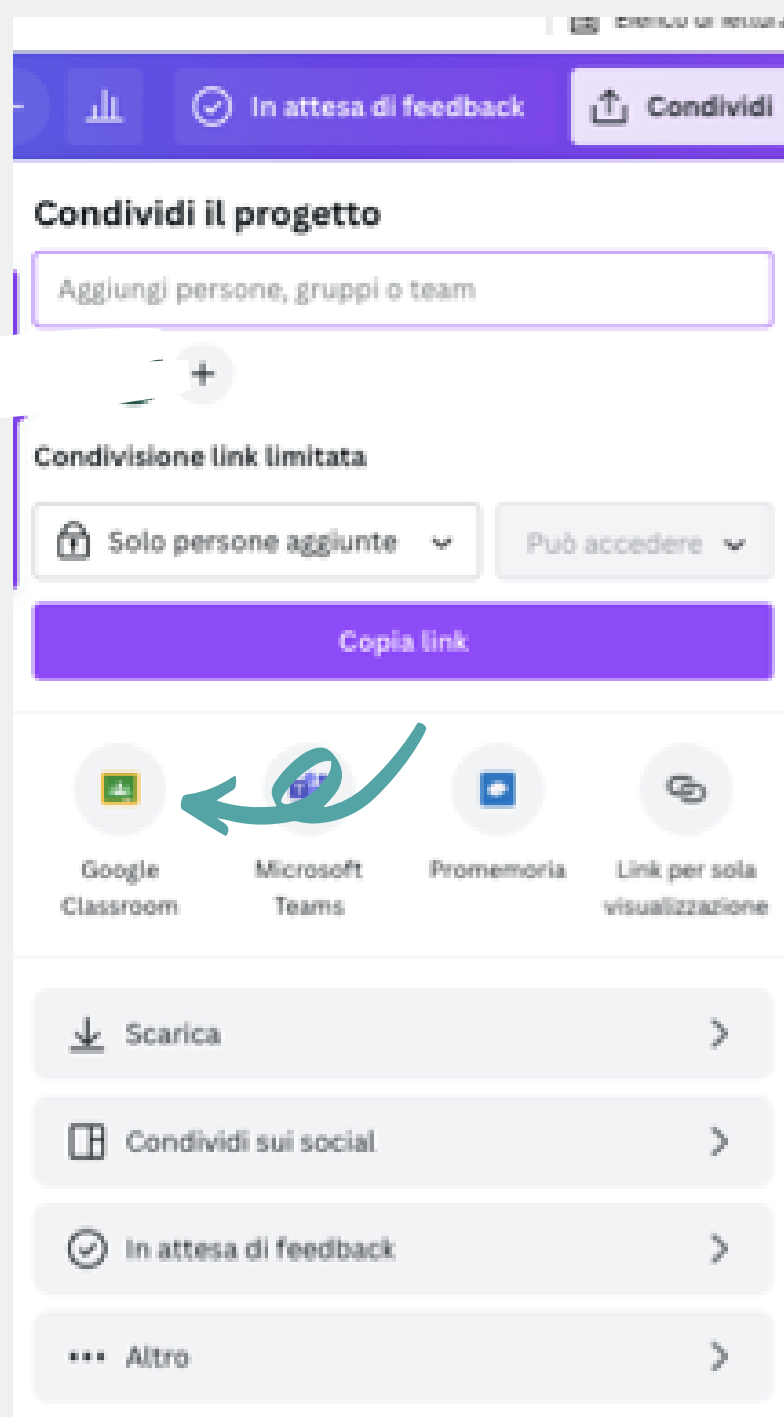 In attesa di feedback
Condividi
Condividi il progetto
Aggiungi persone, gruppi o team
+
Condivisione link limitata
Solo persone aggiunte
Può accedere
Copia link
Google
Classroom
Microsoft
Teams
Promemoria
Link per sola
visualizzazione
Scarica
Condividi sui social
In attesa di feedback
Altro